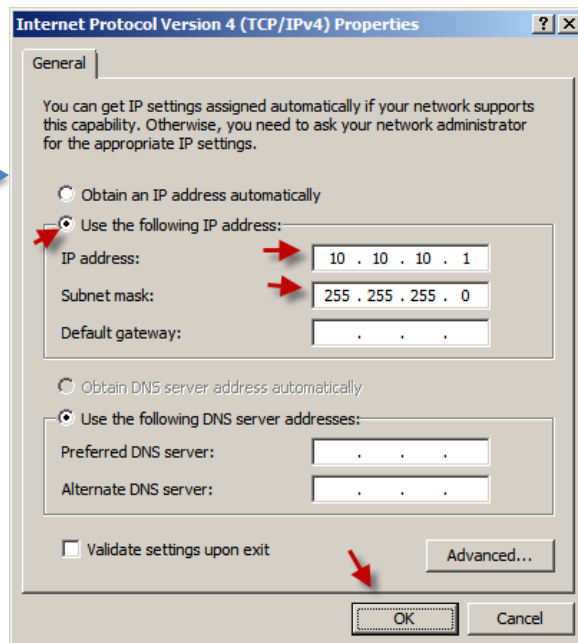 Internet Protocol Version 4 (TCP/IPv4) Properties
General
You can get IP settings assigned automatically if your network supports
this capability. Otherwise, you need to ask your network administrator
for the appropriate IP settings.
Obtain an IP address automatically
Use the following IP address:
IP address: 10 . 10 . 10 . 1
Subnet mask: 255 . 255 . 255 . 0
Default gateway: . . .
Obtain DNS server address automatically
Use the following DNS server addresses:
Preferred DNS server: . . .
Alternate DNS server: . . .
Validate settings upon exit
Advanced...
OK Cancel